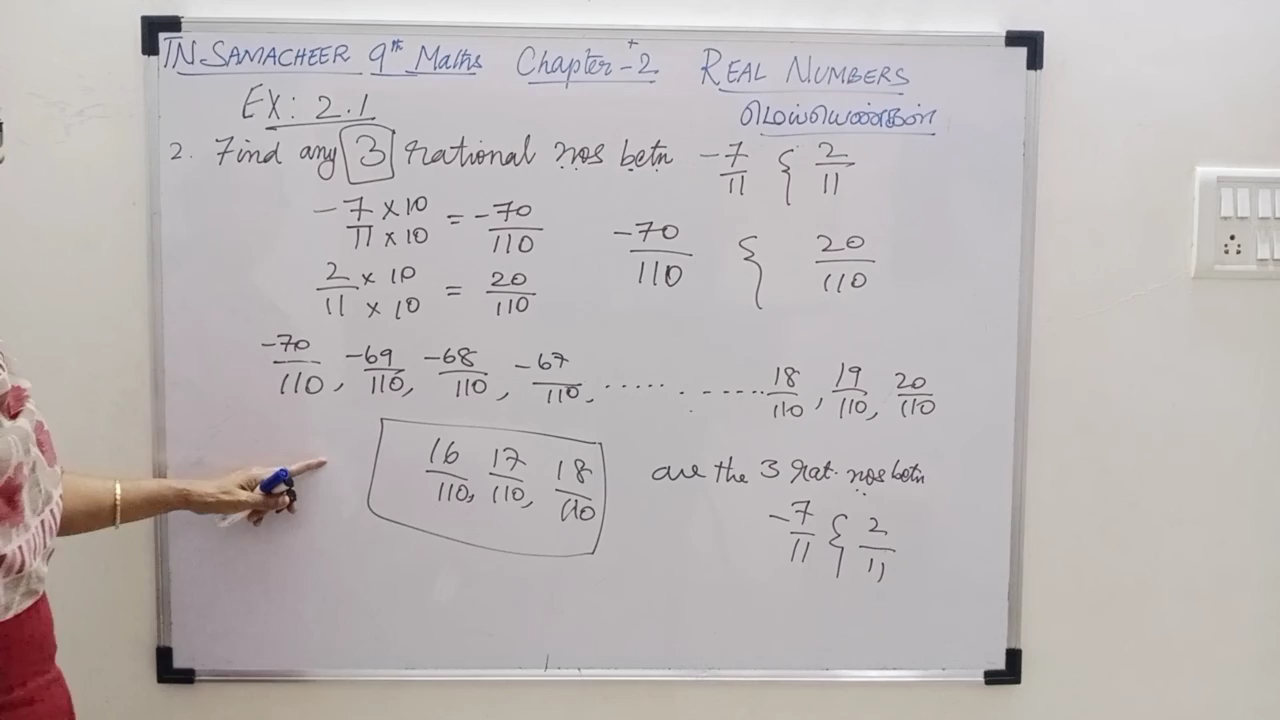 TN SAMACHEER 9th Maths Chapter-2 REAL NUMBERS
மெய்யெண்கள்
EX: 2.1
2. Find any 3 rational nos betn -7/11 { 2/11
-7 × 10 / 11 × 10 = -70/110
-70/110 { 20/110
2 × 10 / 11 × 10 = 20/110
-70/110, -69/110, -68/110, -67/110, ..... ........ 18/110, 19/110, 20/110
16/110, 17/110, 18/110 are the 3 rat. nos betn
-7/11 { 2/11